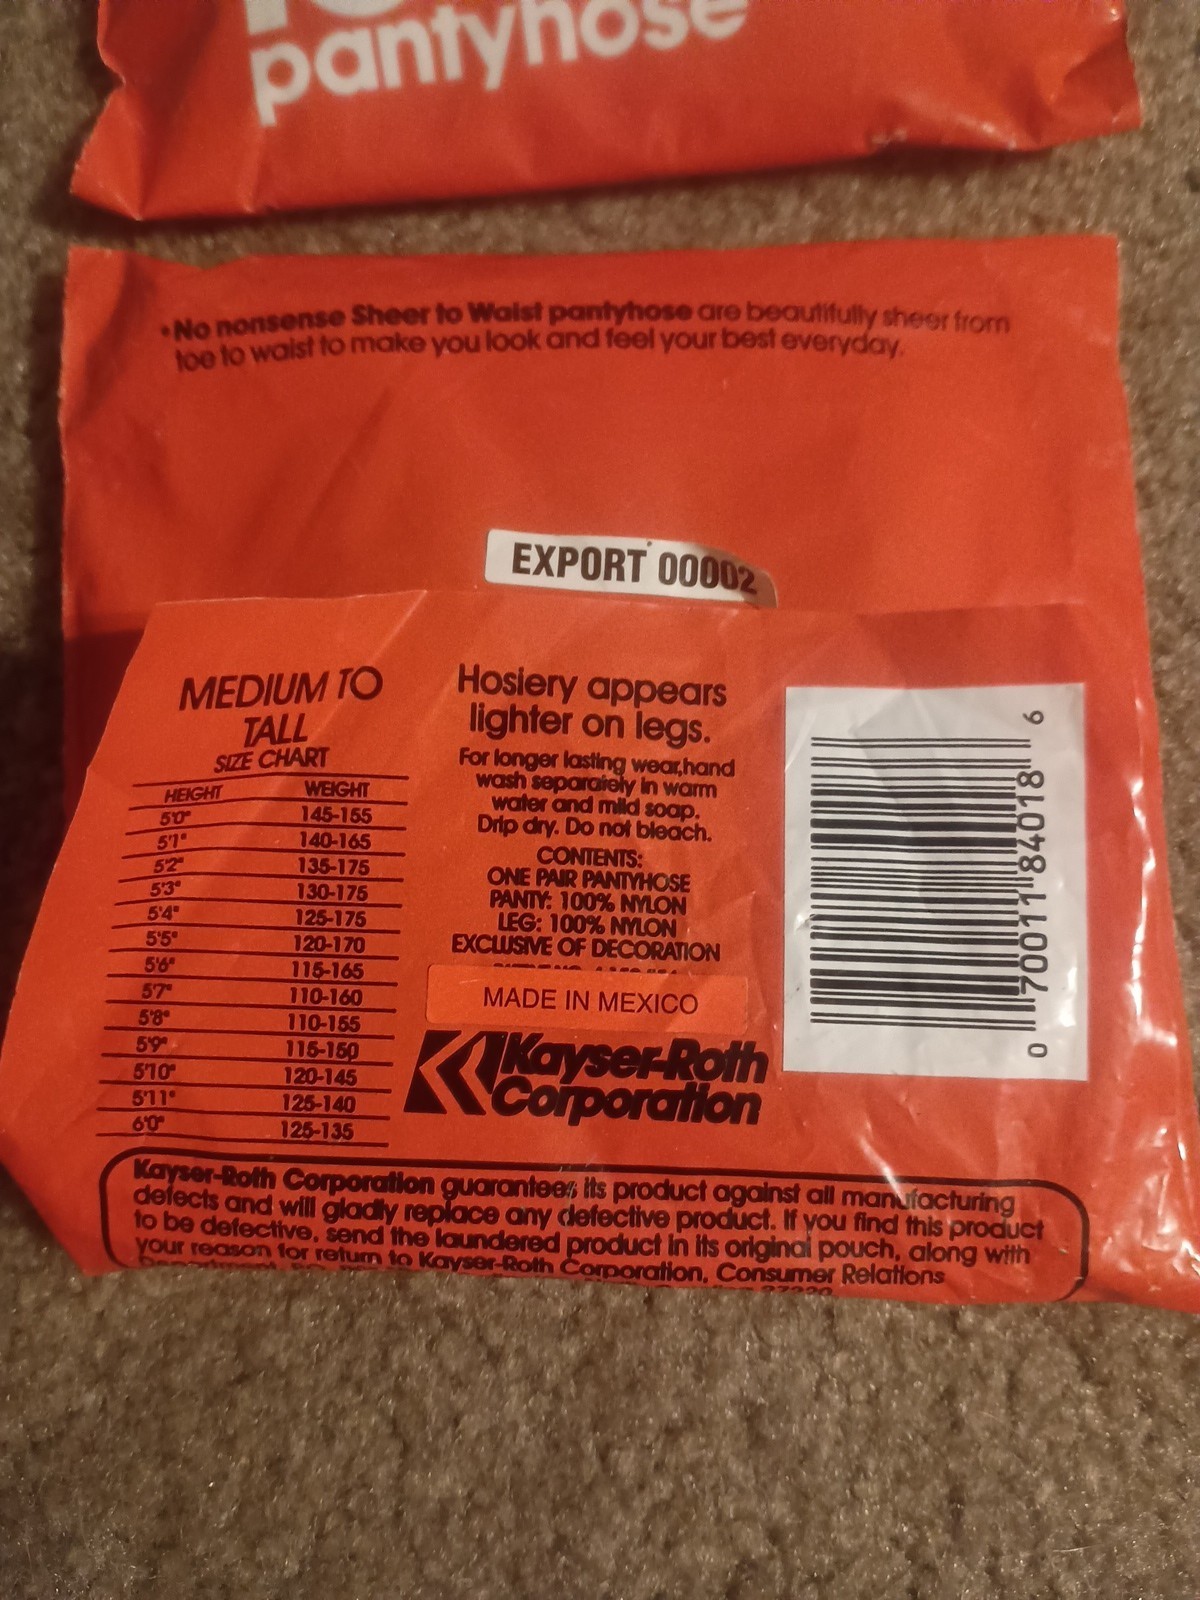 pantyhose
•No nonsense Sheer to Waist pantyhose are beautifully sheer from
toe to waist to make you look and feel your best everyday.
EXPORT 00002
MEDIUM TO
TALL
SIZE CHART
HEIGHT WEIGHT
5'0" 145-155
5'1" 140-165
5'2" 135-175
5'3" 130-175
5'4" 125-175
5'5" 120-170
5'6" 115-165
5'7" 110-160
5'8" 110-155
5'9" 115-150
5'10" 120-145
5'11" 125-140
6'0" 125-135
Hosiery appears
lighter on legs.
For longer lasting wear,hand
wash separately in warm
water and mild soap.
Drip dry. Do not bleach.
CONTENTS:
ONE PAIR PANTYHOSE
PANTY: 100% NYLON
LEG: 100% NYLON
EXCLUSIVE OF DECORATION
MADE IN MEXICO
Kayser-Roth
Corporation
0 70011 84018 6
Kayser-Roth Corporation guarantees its product against all manufacturing
defects and will gladly replace any defective product. If you find this product
to be defective, send the laundered product in its original pouch, along with
your reason for return to Kayser-Roth Corporation, Consumer Relations